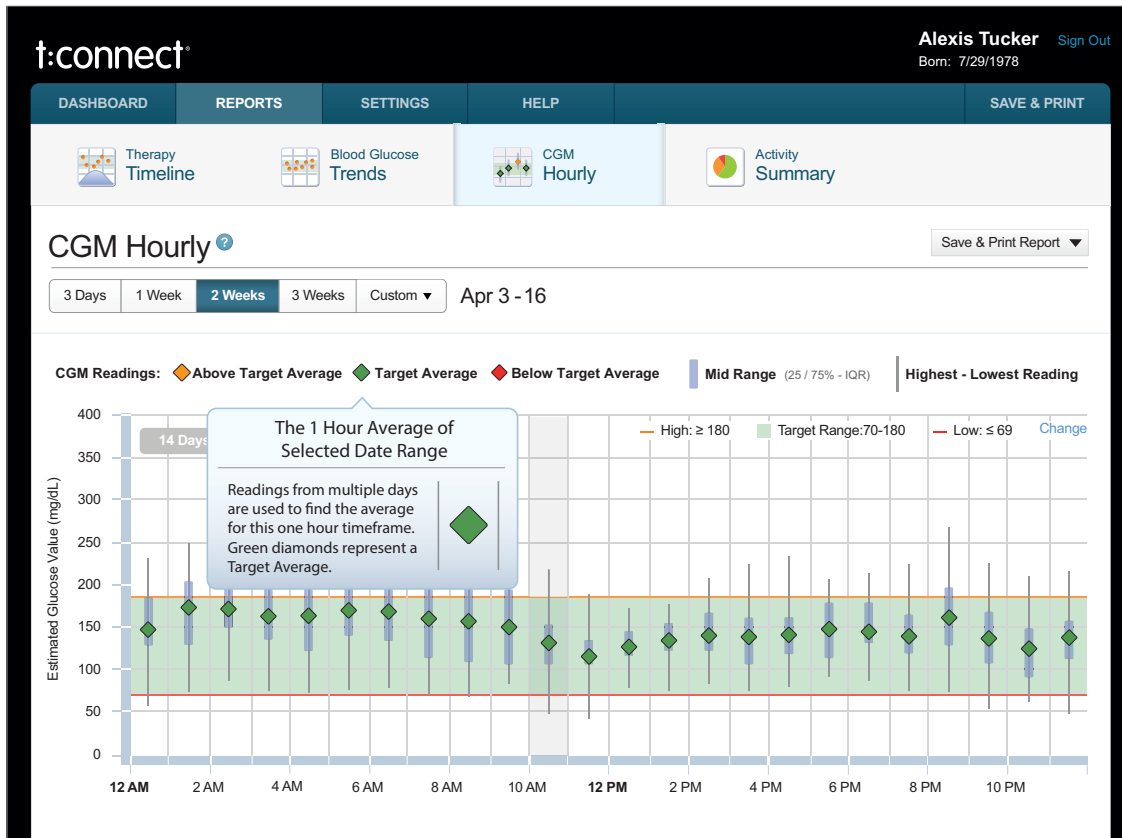 t:connect
Alexis Tucker Sign Out
Born: 7/29/1978
DASHBOARD REPORTS SETTINGS HELP SAVE & PRINT
Therapy
Timeline
Blood Glucose
Trends
CGM
Hourly
Activity
Summary
CGM Hourly ?
Save & Print Report
3 Days 1 Week 2 Weeks 3 Weeks Custom Apr 3 - 16
CGM Readings: Above Target Average Target Average Below Target Average Mid Range (25 / 75% - IQR) Highest - Lowest Reading
14 Days
The 1 Hour Average of
Selected Date Range
Readings from multiple days
are used to find the average
for this one hour timeframe.
Green diamonds represent a
Target Average.
High: ≥ 180 Target Range:70-180 Low: ≤ 69 Change
Estimated Glucose Value (mg/dL)
400
350
300
250
200
150
100
50
0
12 AM 2 AM 4 AM 6 AM 8 AM 10 AM 12 PM 2 PM 4 PM 6 PM 8 PM 10 PM